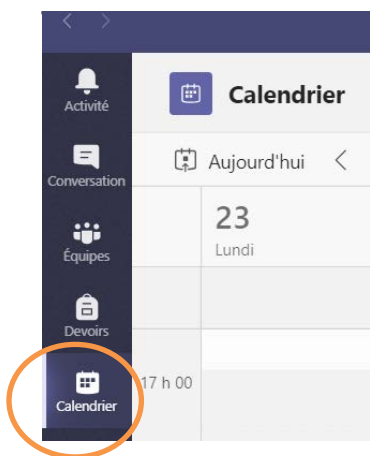 Activité
Conversation
Équipes
Devoirs
Calendrier
Calendrier
Aujourd'hui
23
Lundi
17 h 00